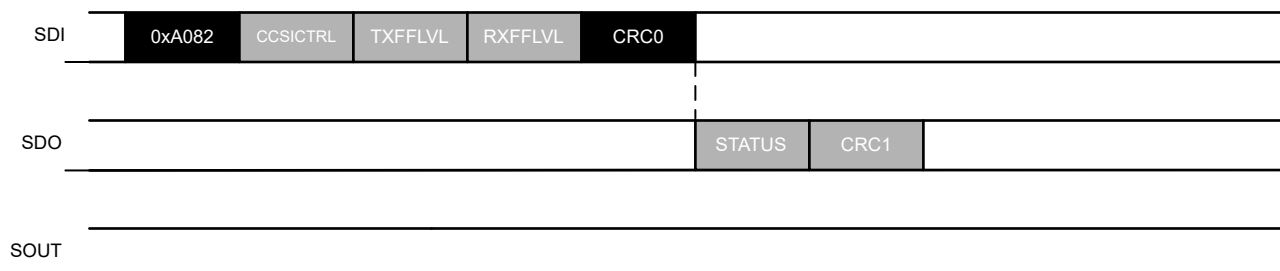 SDI 0xA082 CCSICTRL TXFFLVL RXFFLVL CRC0
SDO STATUS CRC1
SOUT